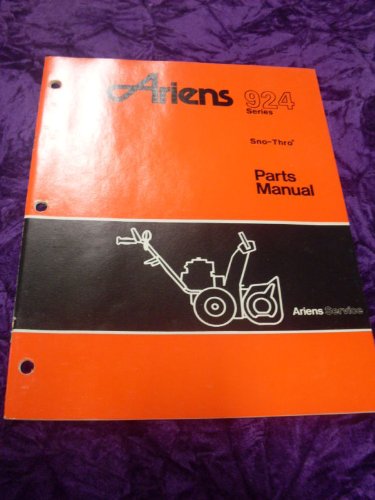 Ariens 924
Series
Sno-Thro®
Parts
Manual
Ariens Service